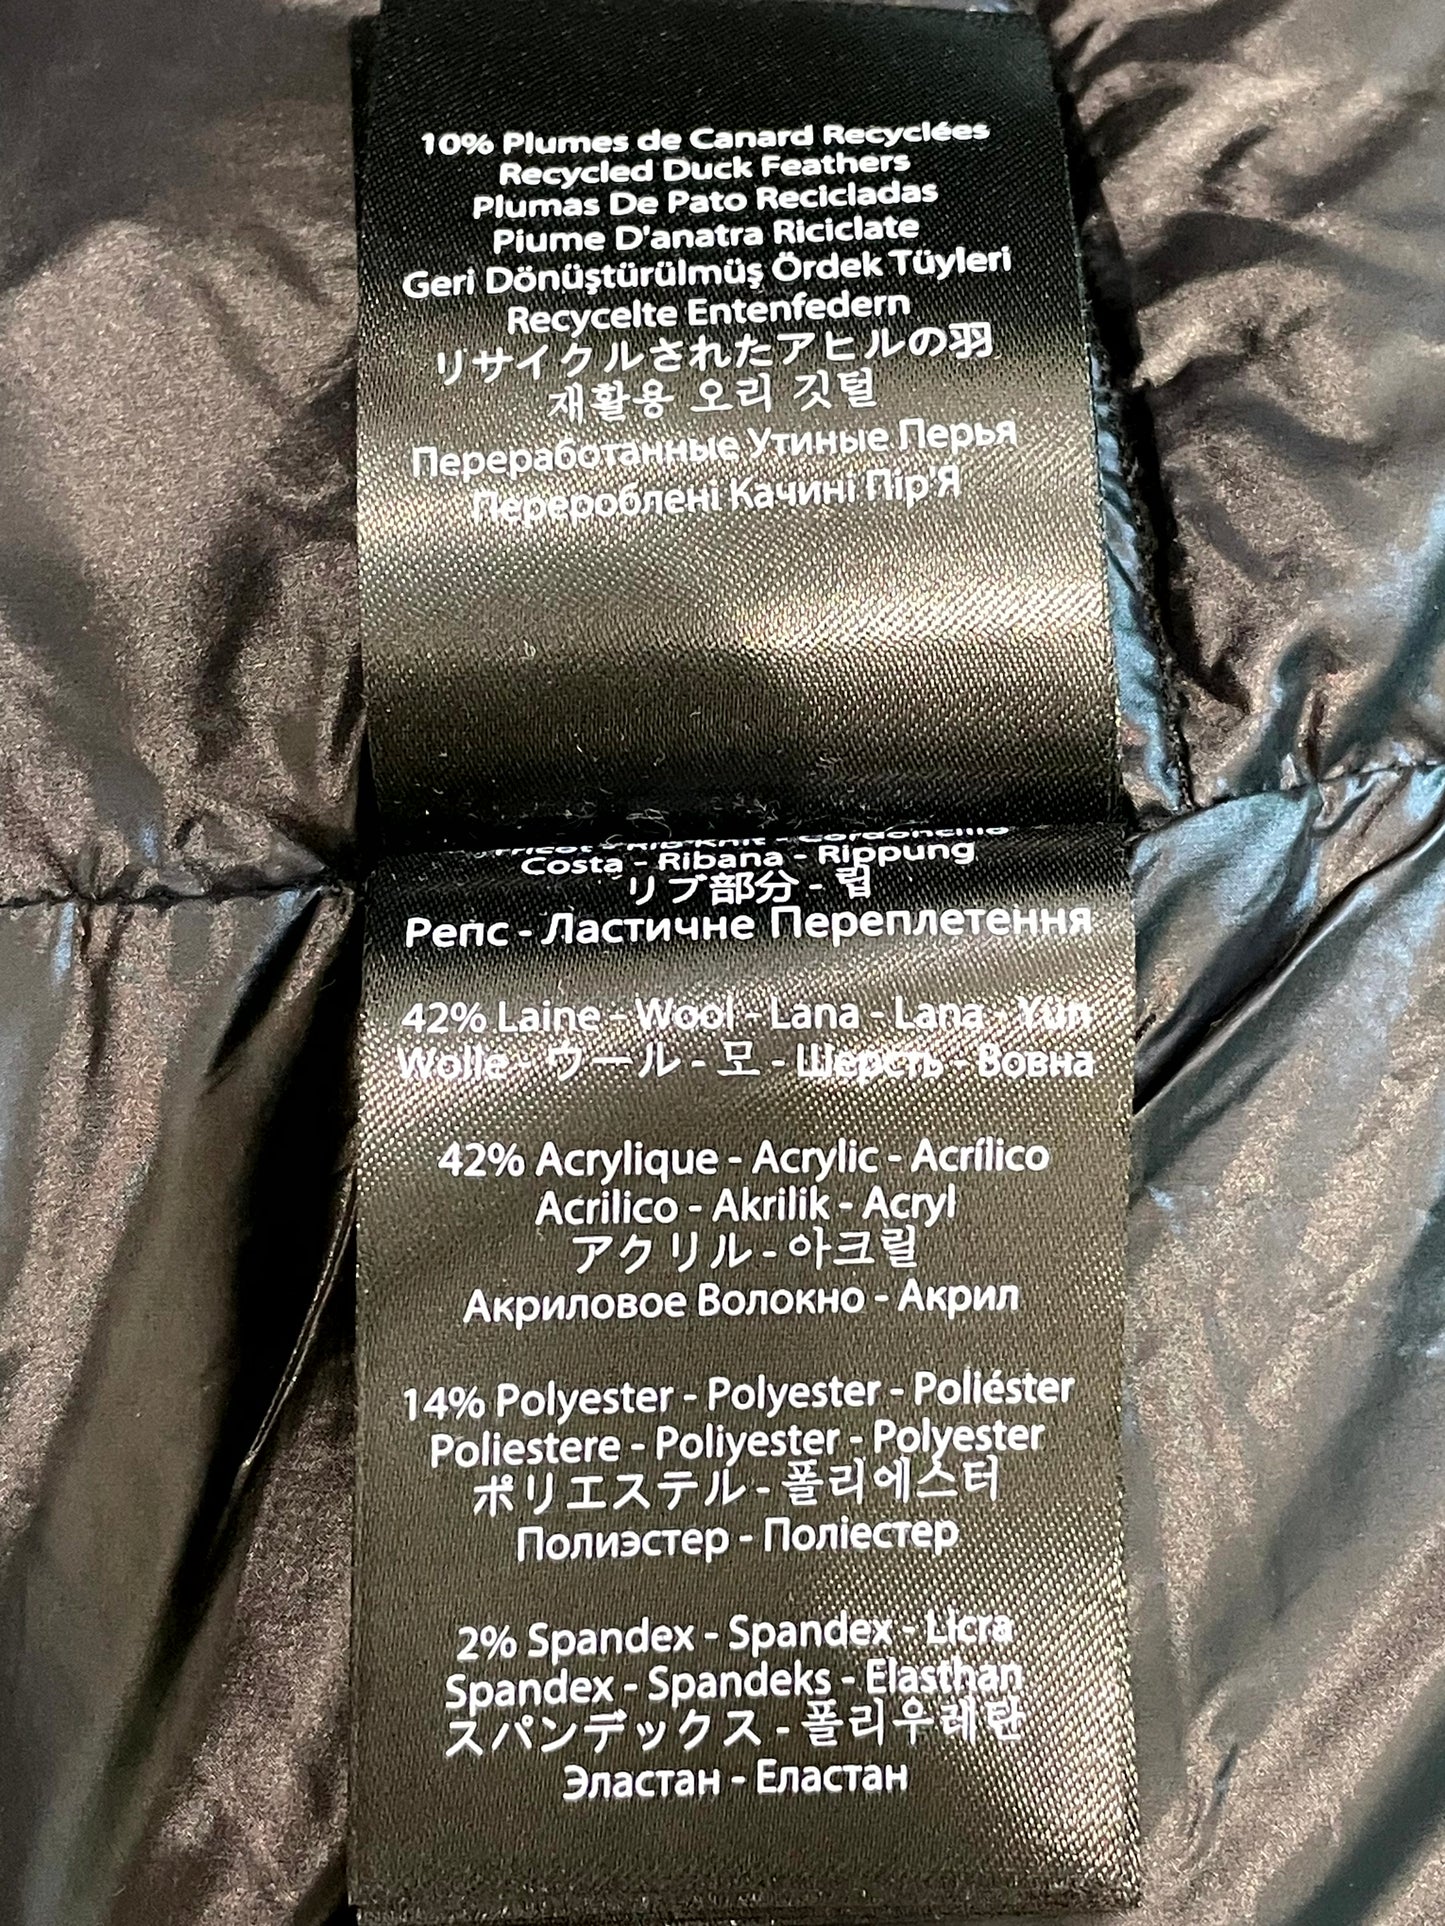 10% Plumes de Canard Recyclées
Recycled Duck Feathers
Plumas De Pato Recicladas
Piume D'anatra Riciclate
Geri Dönüştürülmüş Ördek Tüyleri
Recycelte Entenfedern
リサイクルされたアヒルの羽
재활용 오리 깃털
Переработанные Утиные Перья
Перероблені Качині Пір'Я
Tricot - Rib Knit - Cordoncillo
Costa - Ribana - Rippung
リブ部分 - 립
Репс - Ластичне Переплетення
42% Laine - Wool - Lana - Lana - Yün
Wolle - ウール - 모 - Шерсть - Вовна
42% Acrylique - Acrylic - Acrílico
Acrilico - Akrilik - Acryl
アクリル - 아크릴
Акриловое Волокно - Акрил
14% Polyester - Polyester - Poliéster
Poliestere - Poliyester - Polyester
ポリエステル - 폴리에스터
Полиэстер - Поліестер
2% Spandex - Spandex - Licra
Spandex - Spandeks - Elasthan
スパンデックス - 폴리우레탄
Эластан - Еластан